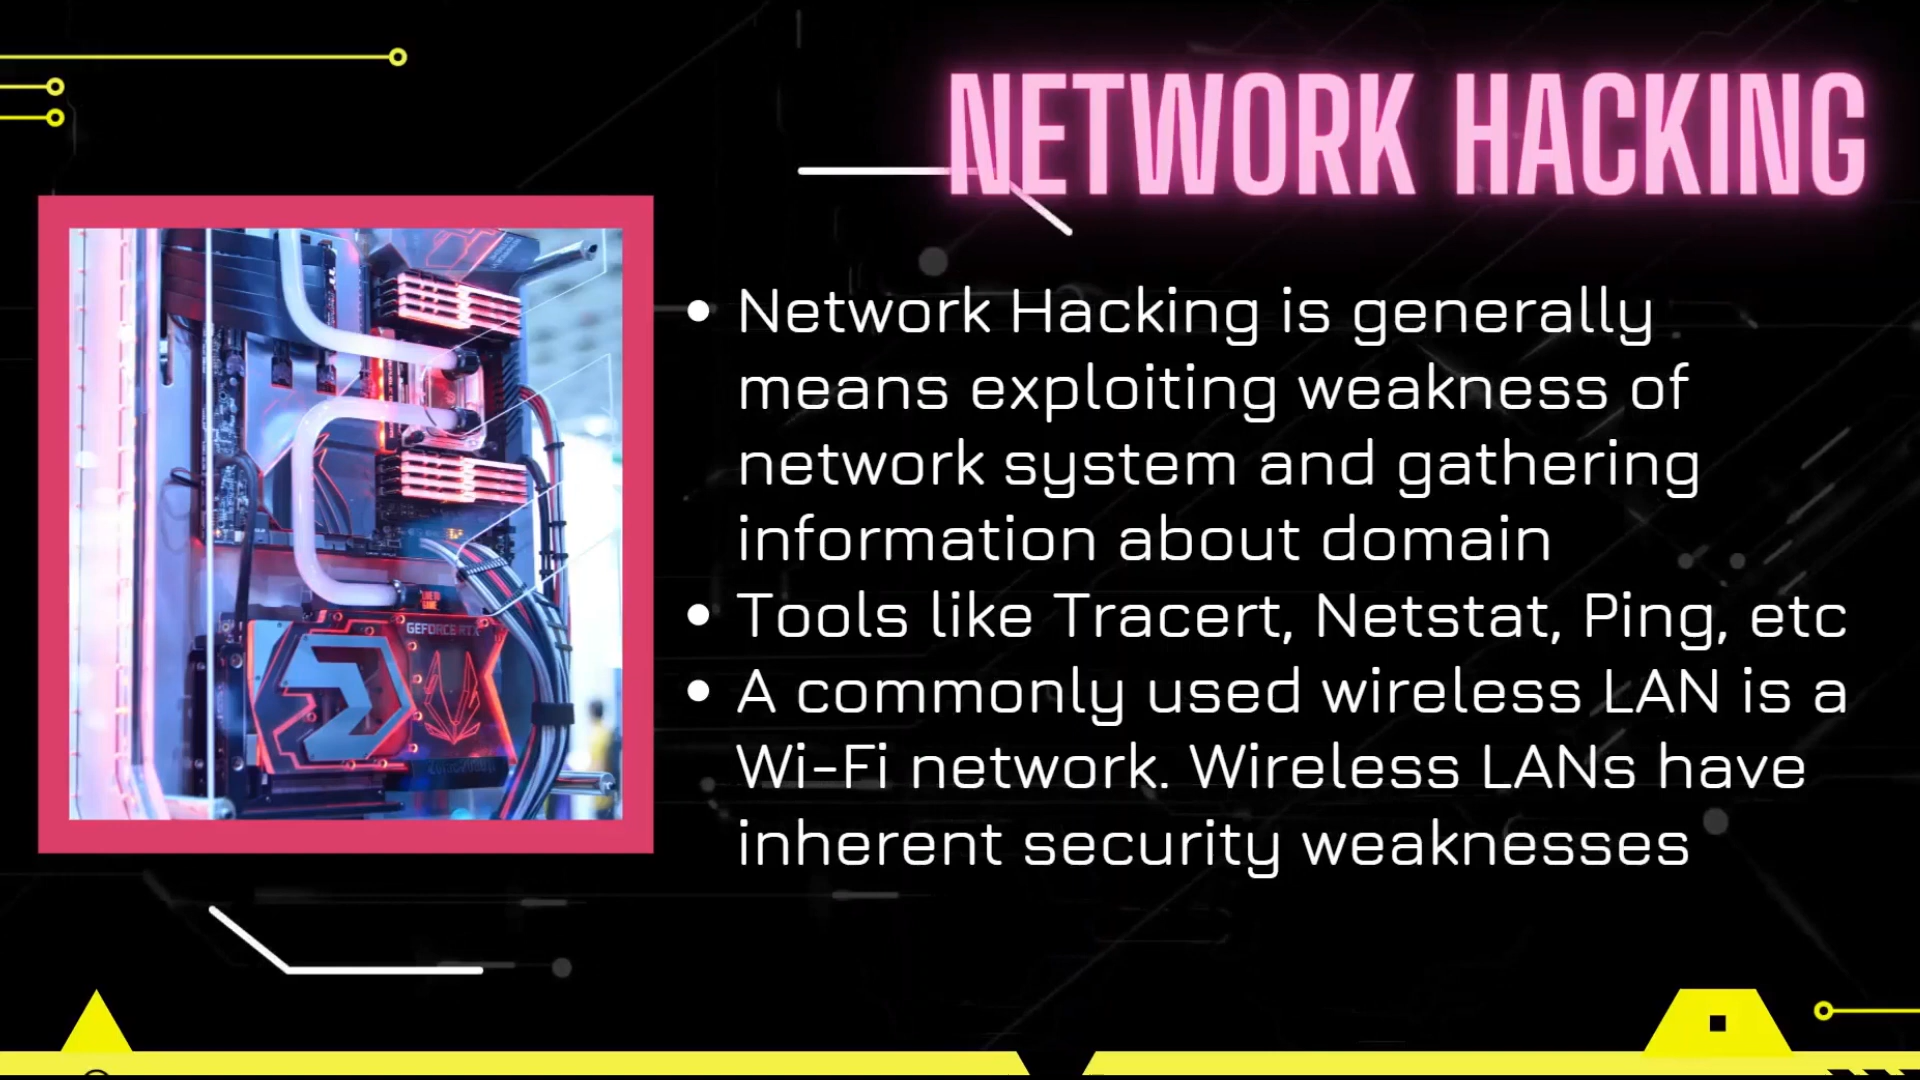 NETWORK HACKING
• Network Hacking is generally
means exploiting weakness of
network system and gathering
information about domain
• Tools like Tracert, Netstat, Ping, etc
• A commonly used wireless LAN is a
Wi-Fi network. Wireless LANs have
inherent security weaknesses
GEFORCE RTX